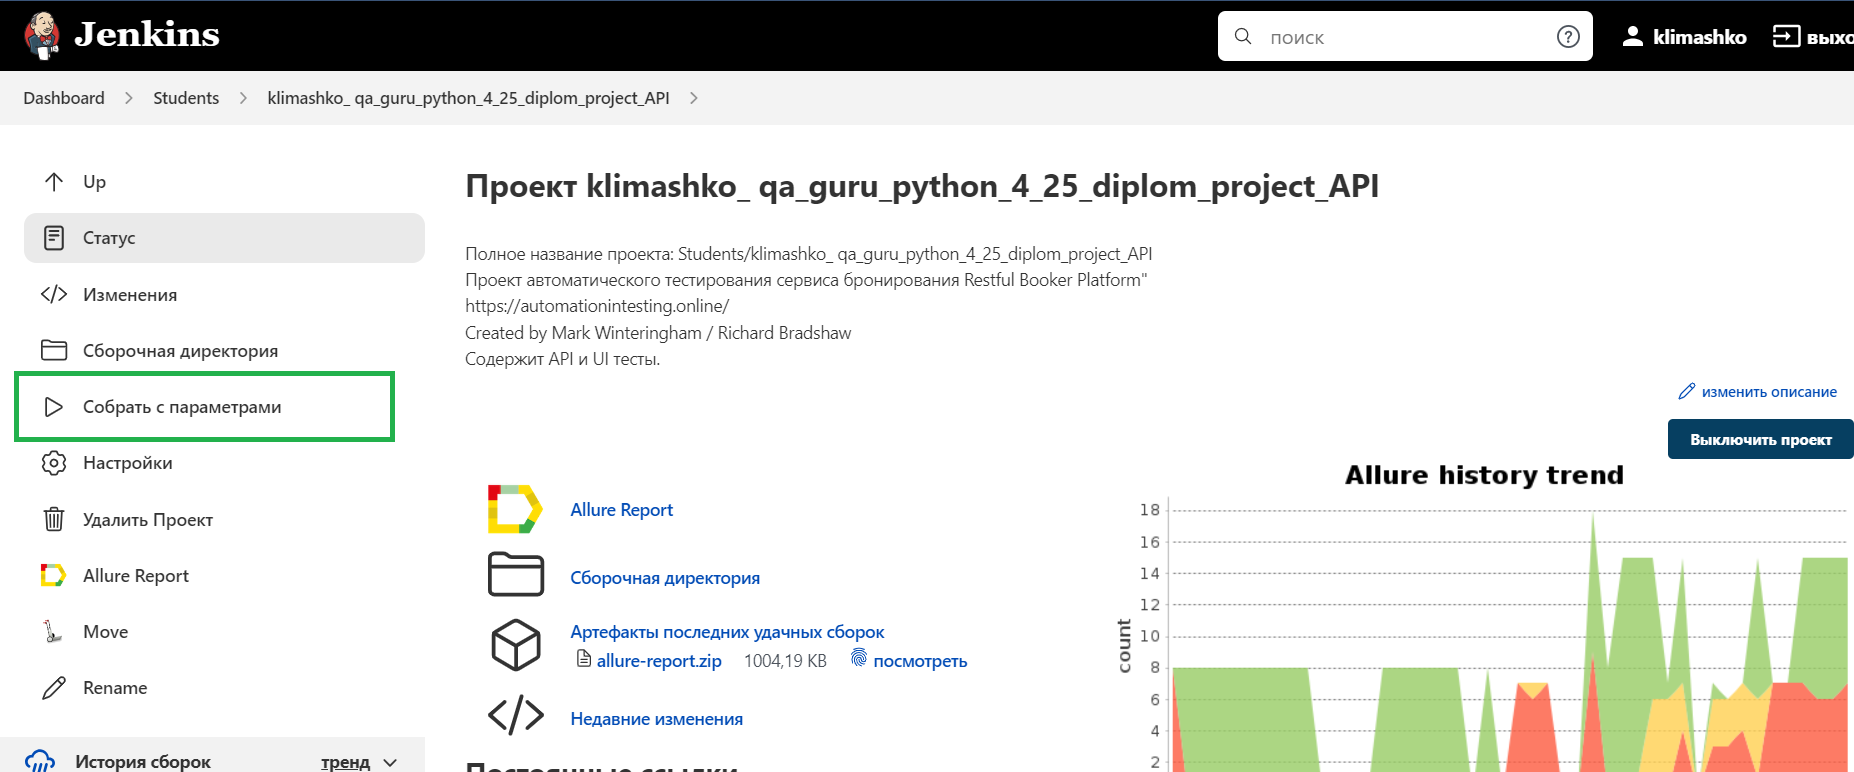 Jenkins
поиск
klimashko
Dashboard
Students
klimashko_ qa_guru_python_4_25_diplom_project_API
Up
Статус
Изменения
Сборочная директория
Собрать с параметрами
Настройки
Удалить Проект
Allure Report
Move
Rename
История сборок
тренд
Проект klimashko_ qa_guru_python_4_25_diplom_project_API
Полное название проекта: Students/klimashko_ qa_guru_python_4_25_diplom_project_API
Проект автоматического тестирования сервиса бронирования Restful Booker Platform"
https://automationintesting.online/
Created by Mark Winteringham / Richard Bradshaw
Содержит API и UI тесты.
изменить описание
Выключить проект
Allure Report
Сборочная директория
Артефакты последних удачных сборок
allure-report.zip 1004,19 KB посмотреть
Недавние изменения
Постоянные ссылки
Allure history trend
count
18
16
14
12
10
8
6
4
2